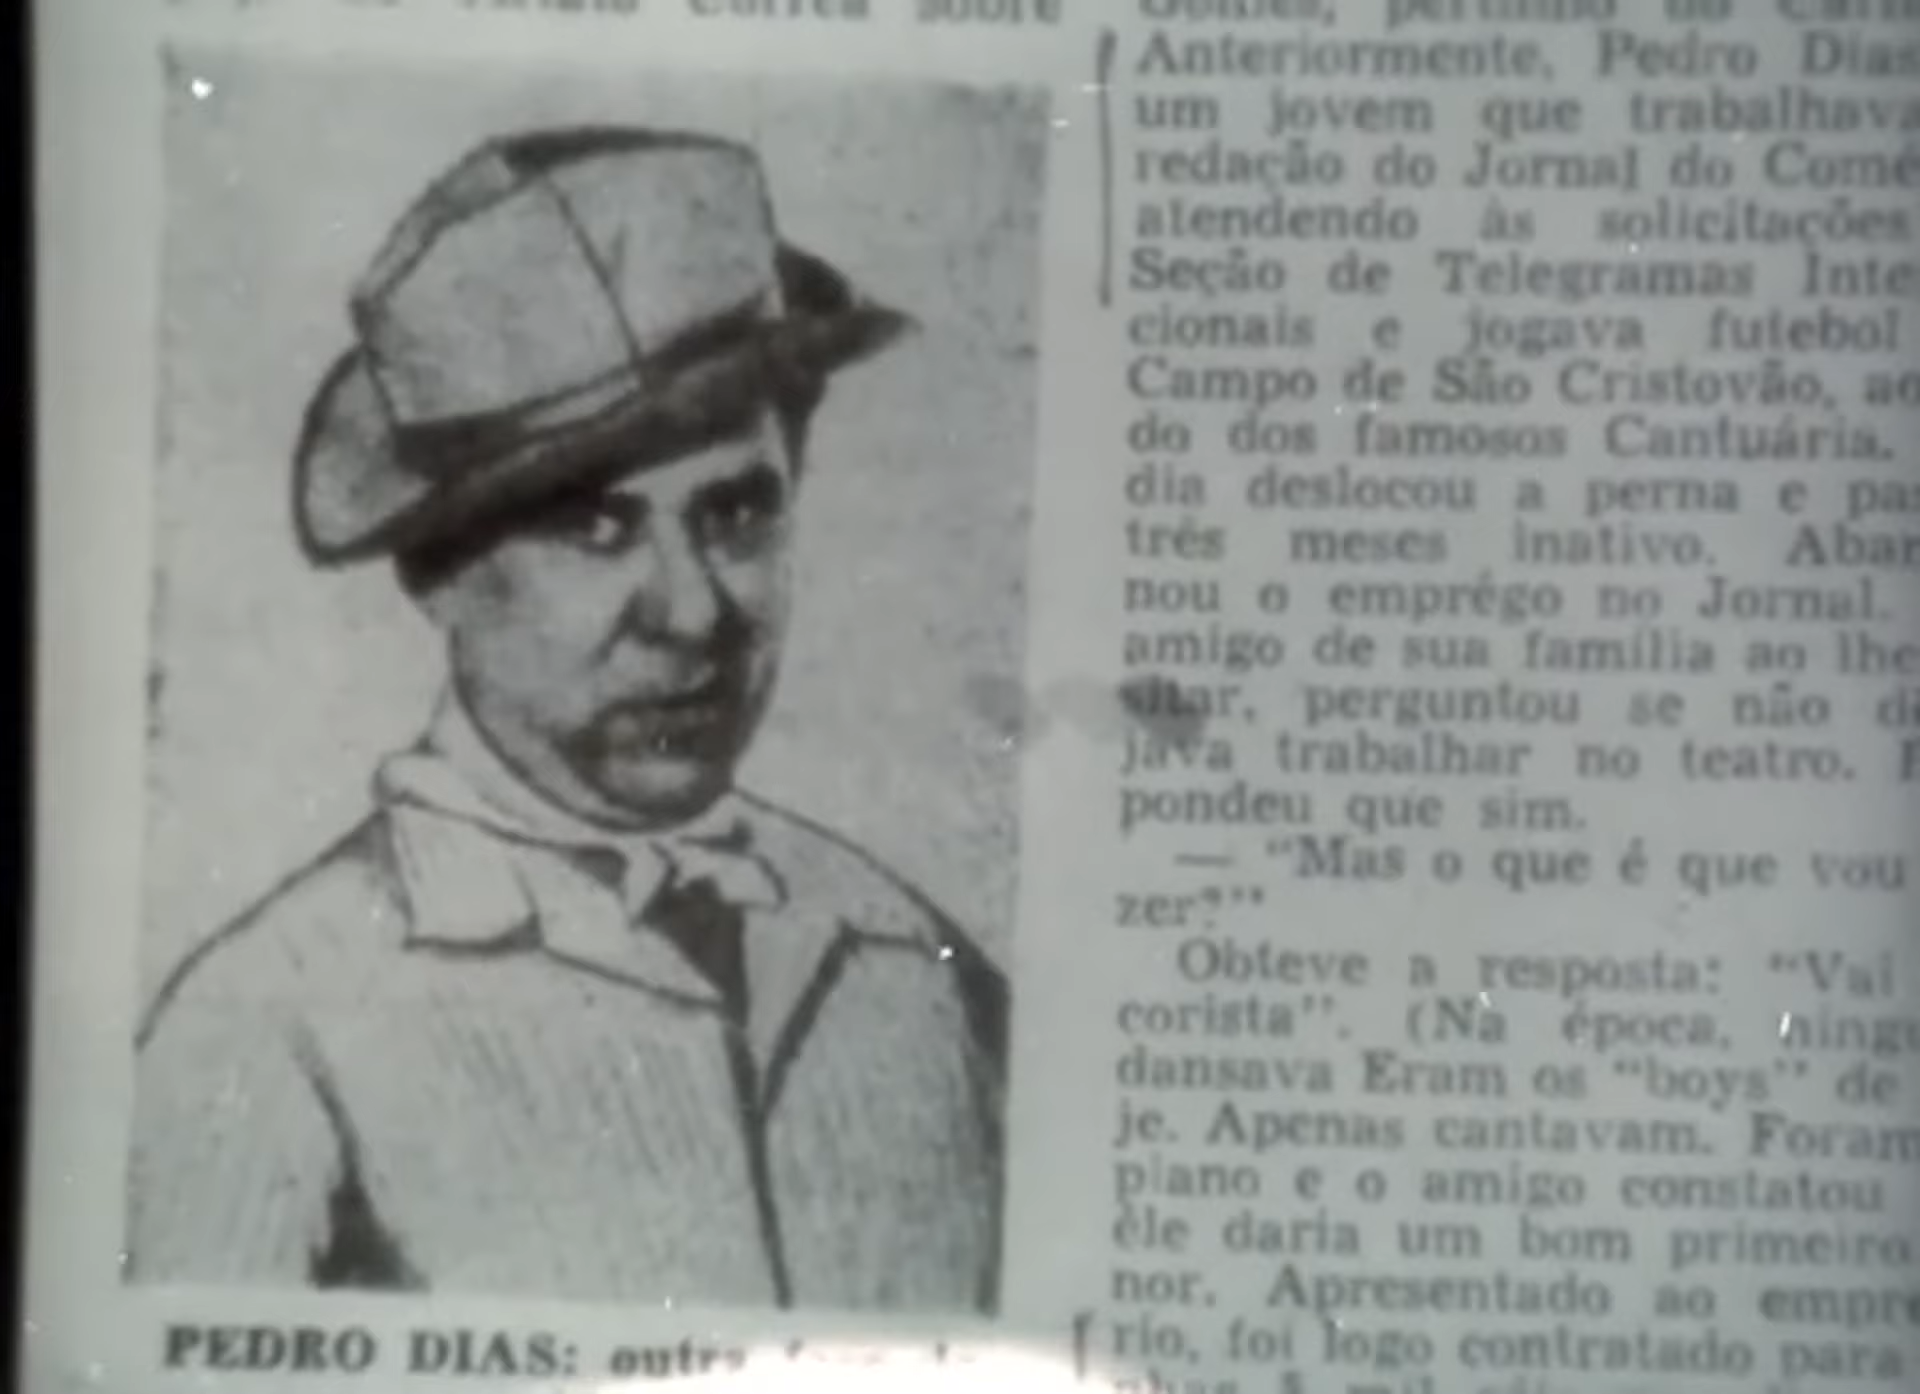 Corrêa sobre
PEDRO DIAS: outra
Anteriormente, Pedro Dias
um jovem que trabalhava
redação do Jornal do Comé
atendendo às solicitações
Seção de Telegramas Inte
cionais e jogava futebol
Campo de São Cristovão, ao
do dos famosos Cantuária.
dia deslocou a perna e pas
três meses inativo. Aban
nou o emprêgo no Jornal.
amigo de sua família ao lhe
sitar, perguntou se não de
java trabalhar no teatro. R
pondeu que sim.
— "Mas o que é que vou
zer?"
Obteve a resposta: "Vai
corista". (Na época, ningu
dansava Eram os "boys" de
je. Apenas cantavam. Foram
piano e o amigo constatou
êle daria um bom primeiro
nor. Apresentado ao empre
rio, foi logo contratado para